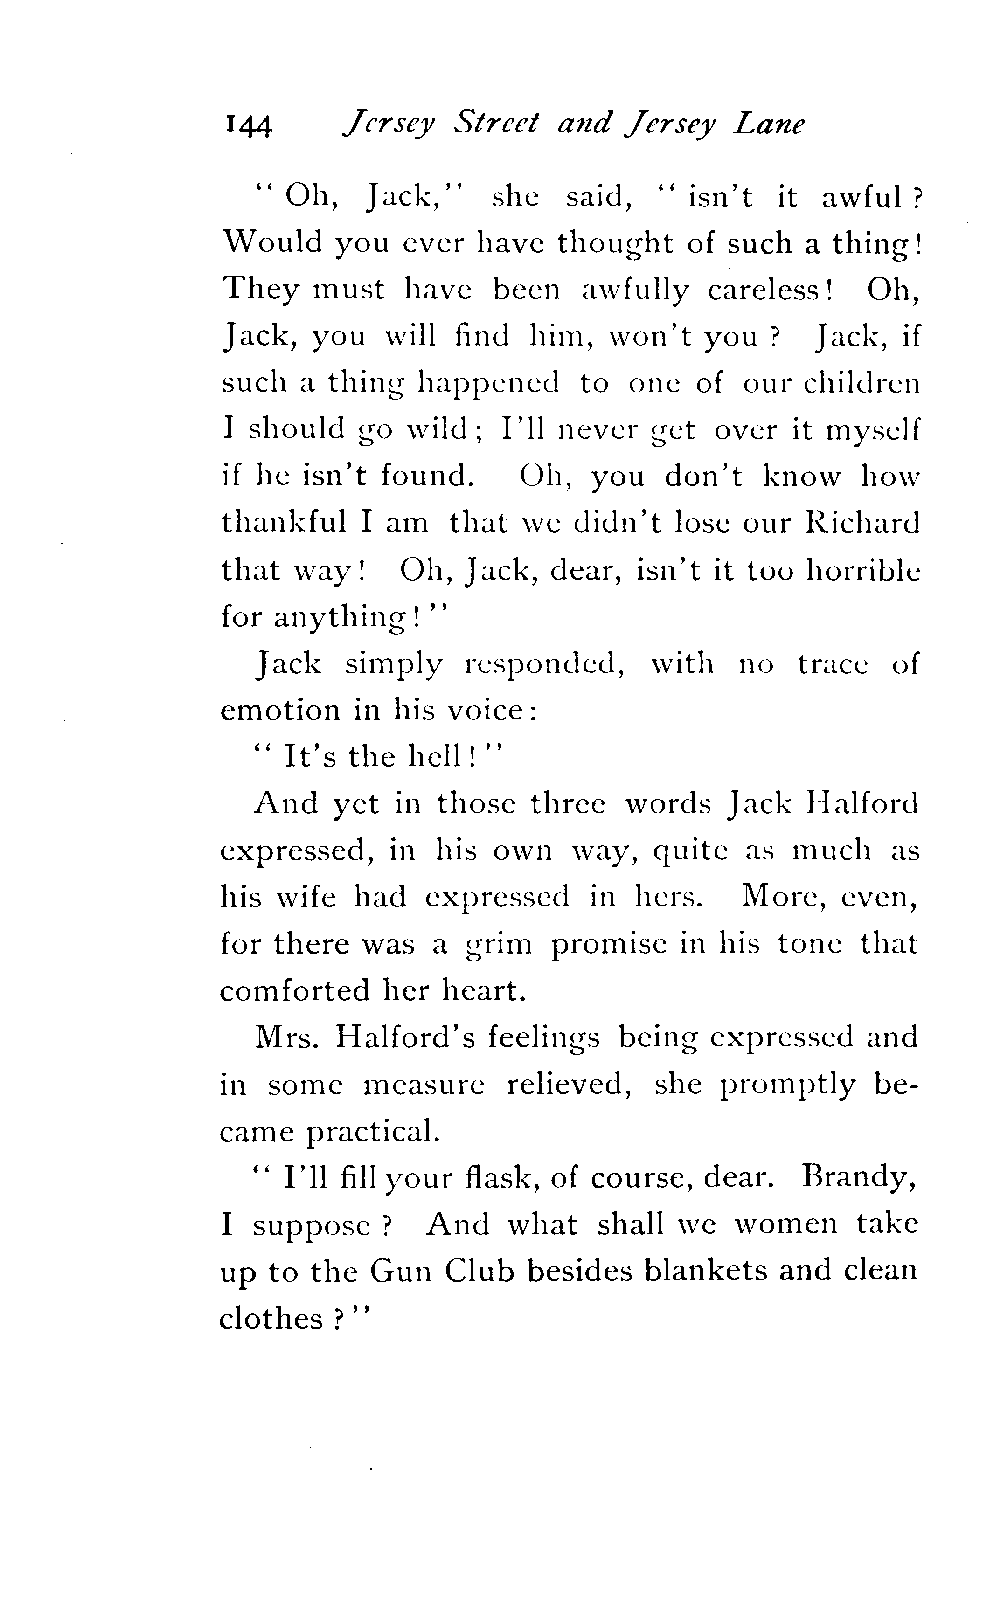 144 Jersey Street and Jersey Lane
" Oh, Jack," she said, " isn't it awful ?
Would you ever have thought of such a thing!
They must have been awfully careless! Oh,
Jack, you will find him, won't you ? Jack, if
such a thing happened to one of our children
I should go wild ; I'll never get over it myself
if he isn't found. Oh, you don't know how
thankful I am that we didn't lose our Richard
that way! Oh, Jack, dear, isn't it too horrible
for anything! "
Jack simply responded, with no trace of
emotion in his voice :
" It's the hell! "
And yet in those three words Jack Halford
expressed, in his own way, quite as much as
his wife had expressed in hers. More, even,
for there was a grim promise in his tone that
comforted her heart.
Mrs. Halford's feelings being expressed and
in some measure relieved, she promptly be-
came practical.
" I'll fill your flask, of course, dear. Brandy,
I suppose ? And what shall we women take
up to the Gun Club besides blankets and clean
clothes ? "